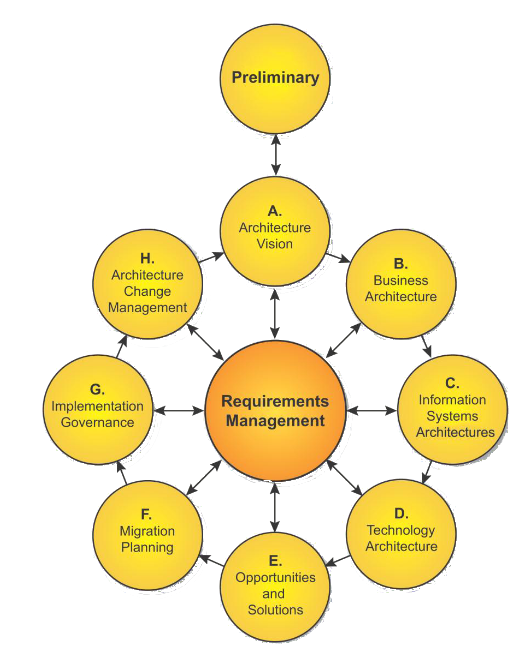 Preliminary
A.
Architecture
Vision
B.
Business
Architecture
C.
Information
Systems
Architectures
D.
Technology
Architecture
E.
Opportunities
and
Solutions
F.
Migration
Planning
G.
Implementation
Governance
H.
Architecture
Change
Management
Requirements
Management